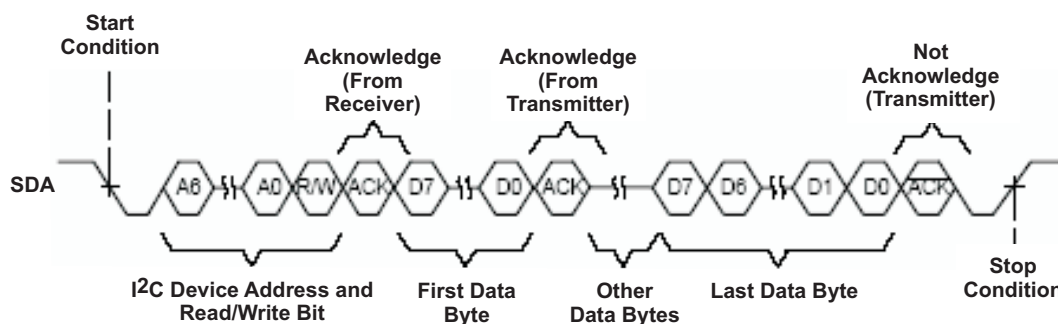 Start
Condition
Acknowledge
(From
Receiver)
Acknowledge
(From
Transmitter)
Not
Acknowledge
(Transmitter)
SDA
A6
A0
R/W
ACK
D7
D0
ACK
D7
D6
D1
D0
ACK
I2C Device Address and
Read/Write Bit
First Data
Byte
Other
Data Bytes
Last Data Byte
Stop
Condition